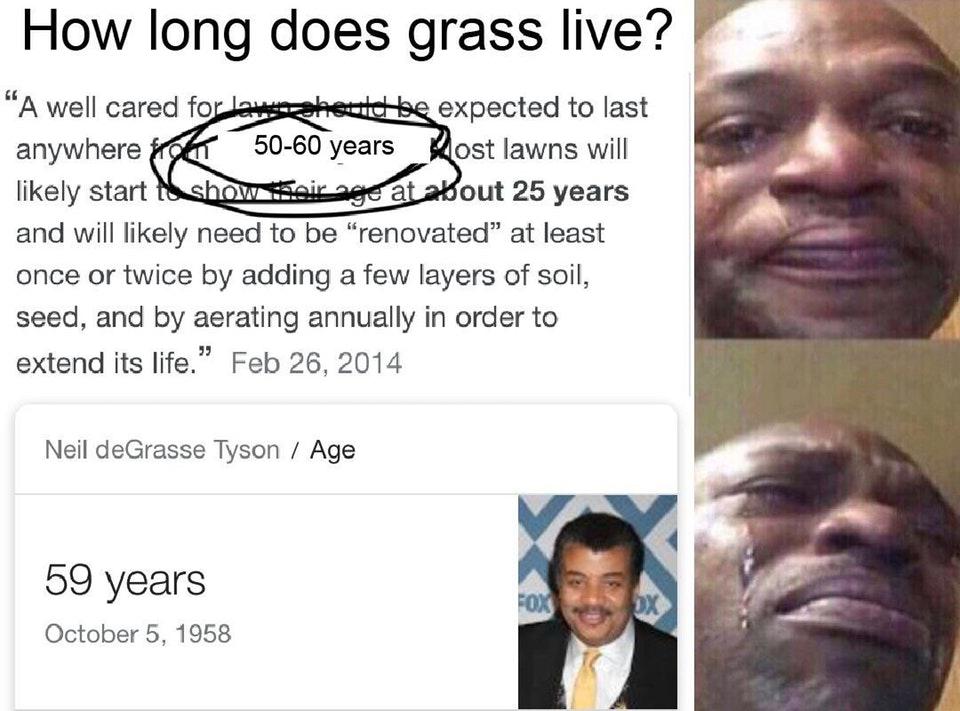 How long does grass live?
“A well cared for lawn should be expected to last
anywhere from 50-60 years Most lawns will
likely start to show their age at about 25 years
and will likely need to be “renovated” at least
once or twice by adding a few layers of soil,
seed, and by aerating annually in order to
extend its life.” Feb 26, 2014
Neil deGrasse Tyson / Age
59 years
October 5, 1958
FOX OX